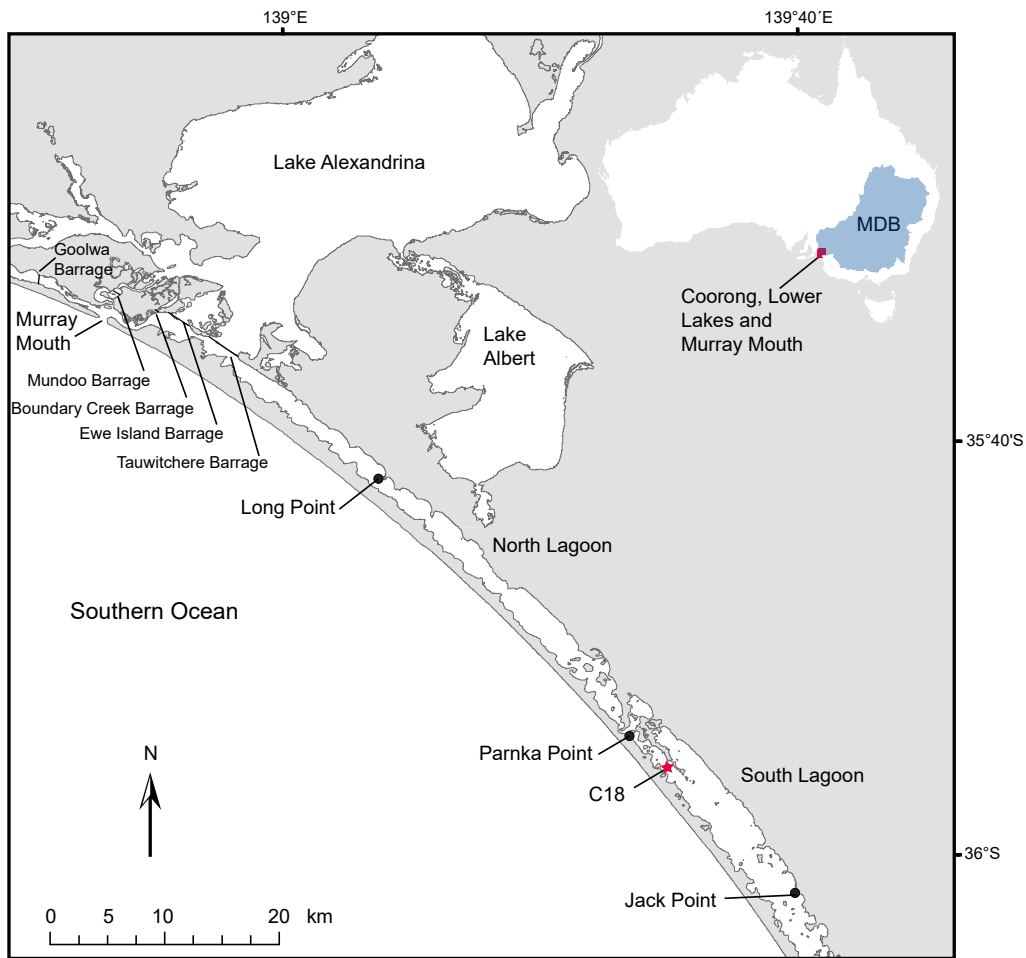 139°E
139°40´E
Lake Alexandrina
MDB
Goolwa
Barrage
Coorong, Lower
Lakes and
Murray Mouth
Murray
Mouth
Lake
Albert
Mundoo Barrage
Boundary Creek Barrage
Ewe Island Barrage
Tauwitchere Barrage
35°40'S
Long Point
North Lagoon
Southern Ocean
Parnka Point
South Lagoon
C18
N
36°S
Jack Point
0 5 10 20 km